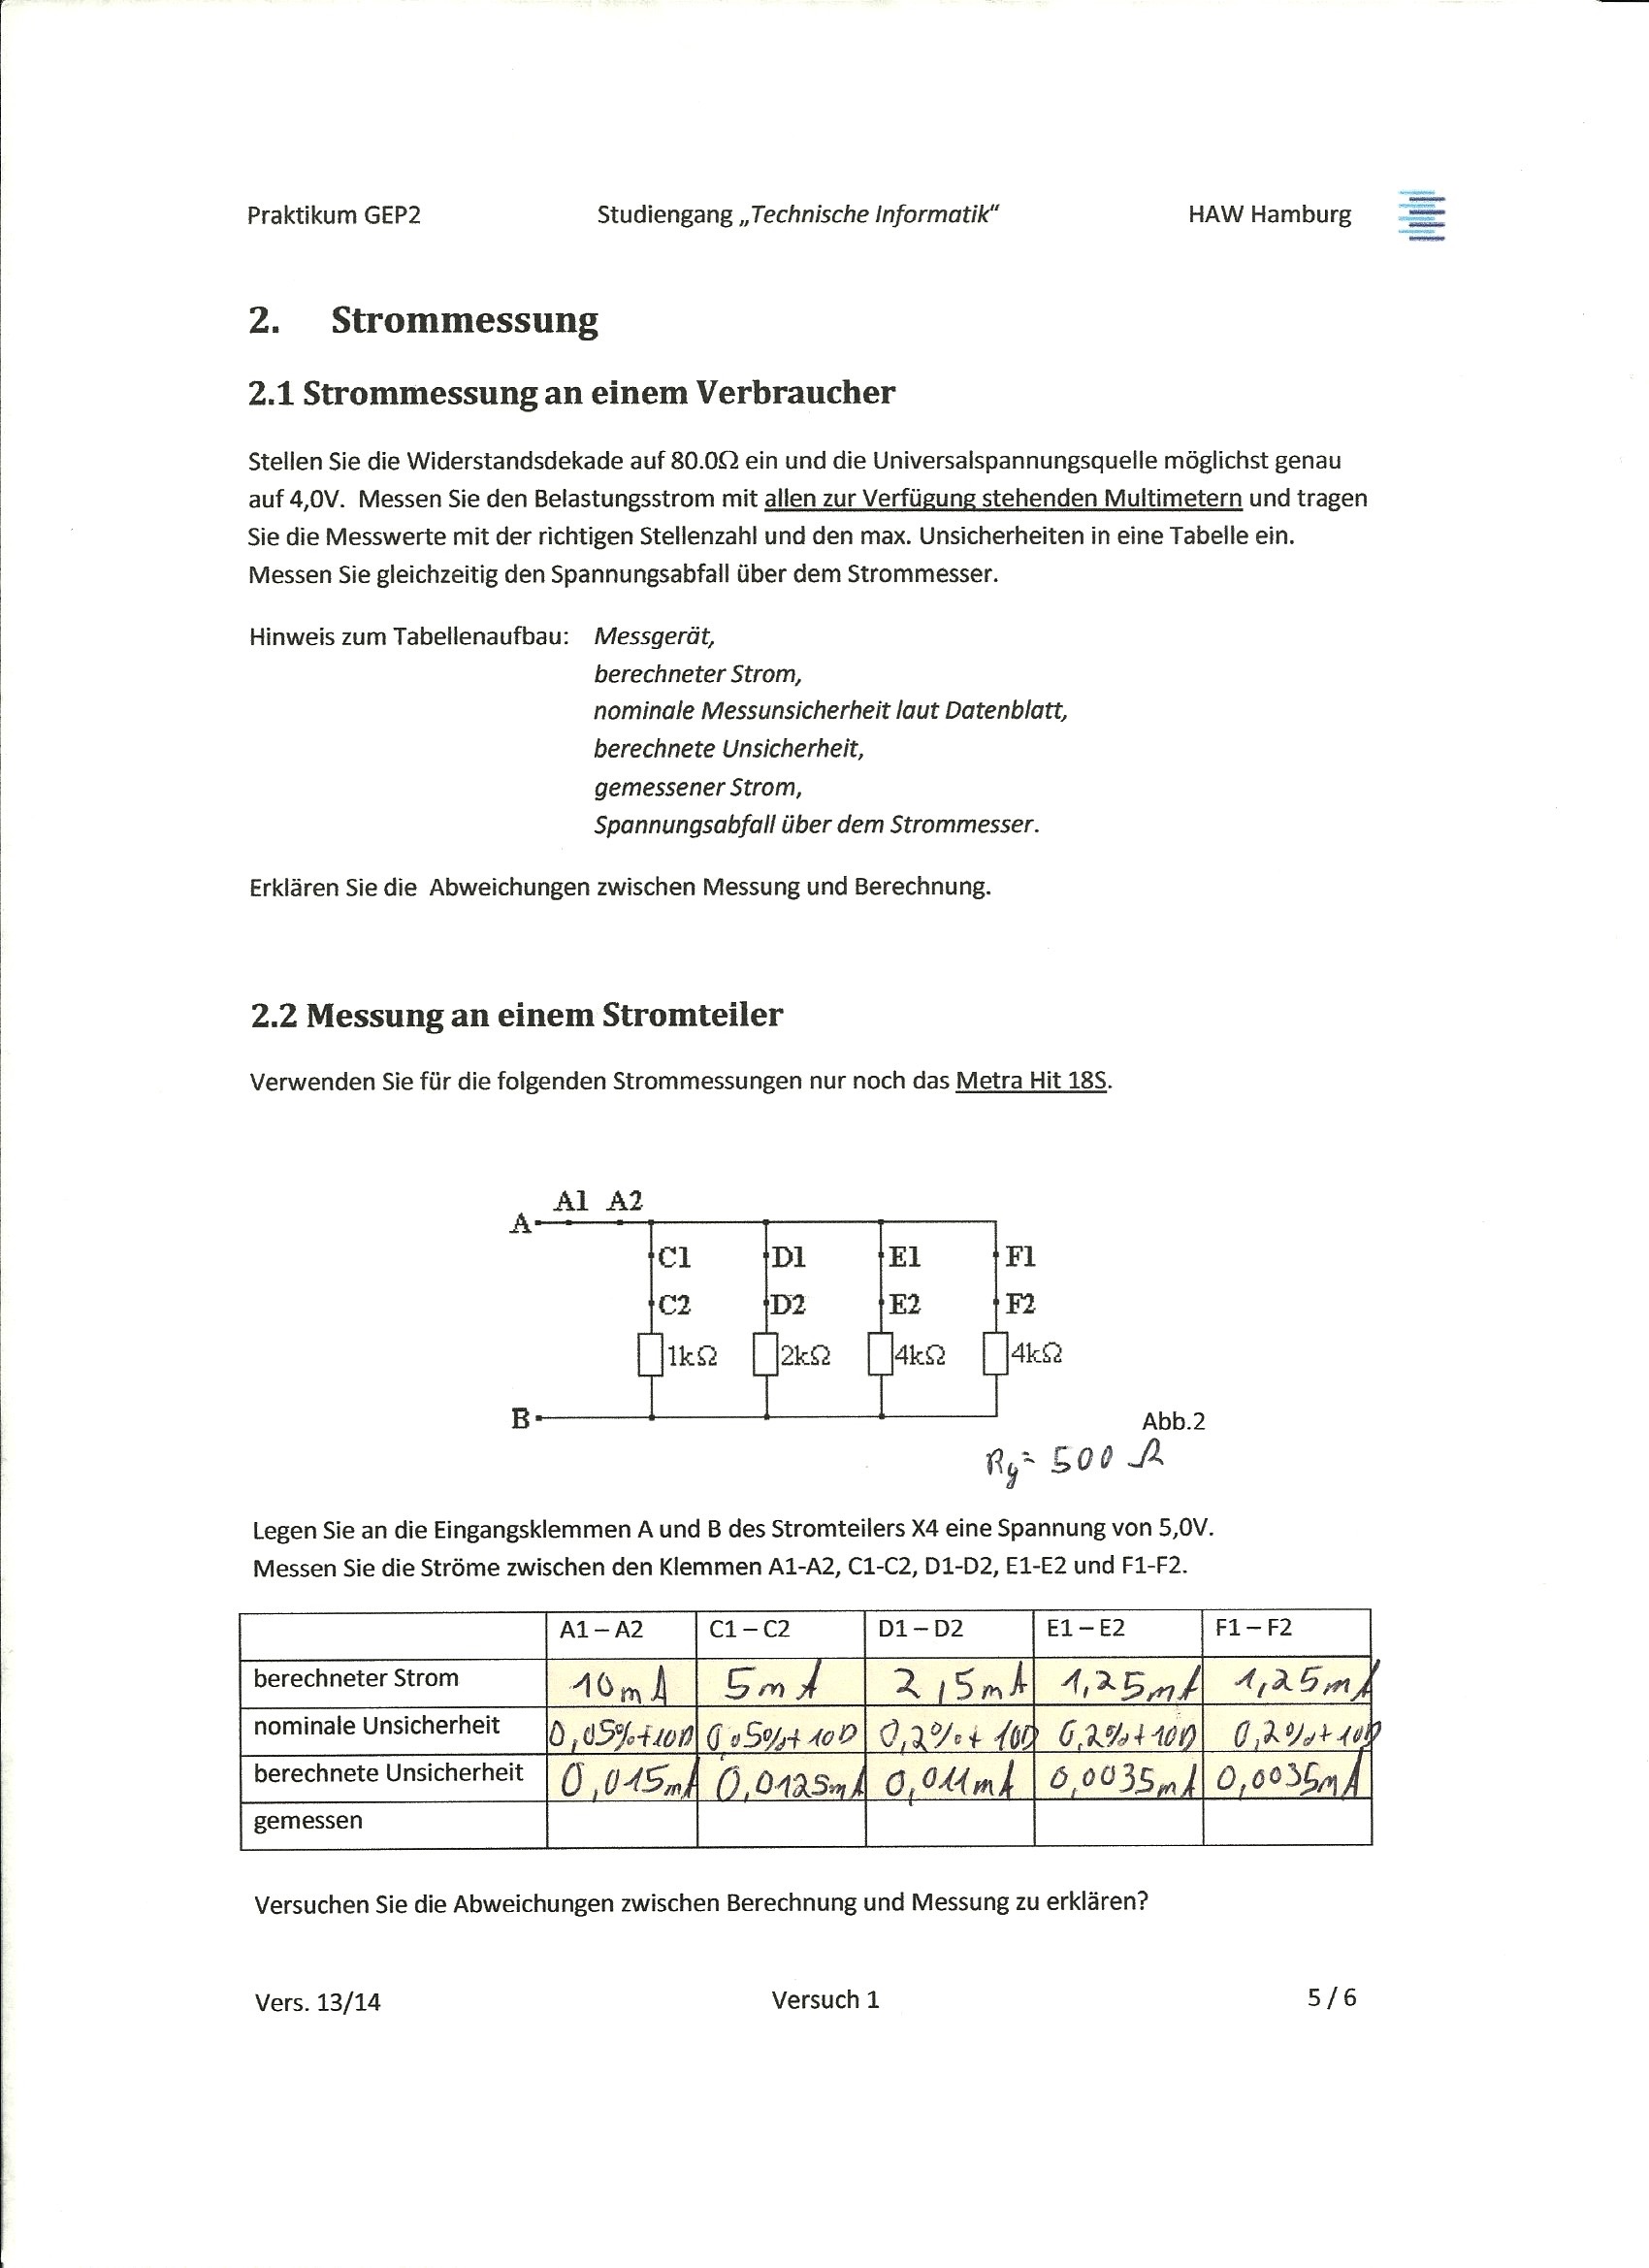 Praktikum GEP2 Studiengang „Technische Informatik“ HAW Hamburg
2. Strommessung
2.1 Strommessung an einem Verbraucher
Stellen Sie die Widerstandsdekade auf 80.0Ω ein und die Universalspannungsquelle möglichst genau
auf 4,0V. Messen Sie den Belastungsstrom mit allen zur Verfügung stehenden Multimetern und tragen
Sie die Messwerte mit der richtigen Stellenzahl und den max. Unsicherheiten in eine Tabelle ein.
Messen Sie gleichzeitig den Spannungsabfall über dem Strommesser.
Hinweis zum Tabellenaufbau: Messgerät,
berechneter Strom,
nominale Messunsicherheit laut Datenblatt,
berechnete Unsicherheit,
gemessener Strom,
Spannungsabfall über dem Strommesser.
Erklären Sie die Abweichungen zwischen Messung und Berechnung.
2.2 Messung an einem Stromteiler
Verwenden Sie für die folgenden Strommessungen nur noch das Metra Hit 18S.
A1 A2
A
C1 D1 E1 F1
C2 D2 E2 F2
1kΩ 2kΩ 4kΩ 4kΩ
B
Abb.2
Rg= 500 Ω
Legen Sie an die Eingangsklemmen A und B des Stromteilers X4 eine Spannung von 5,0V.
Messen Sie die Ströme zwischen den Klemmen A1-A2, C1-C2, D1-D2, E1-E2 und F1-F2.
A1 – A2 C1 – C2 D1 – D2 E1 – E2 F1 – F2
berechneter Strom 10mA 5mA 2,5mA 1,25mA 1,25mA
nominale Unsicherheit 0,05%+10D 0,05%+10D 0,2%+10D 0,2%+10D 0,2%+10D
berechnete Unsicherheit 0,015mA 0,0125mA 0,011mA 0,0035mA 0,0035mA
gemessen
Versuchen Sie die Abweichungen zwischen Berechnung und Messung zu erklären?
Vers. 13/14 Versuch 1 5 / 6